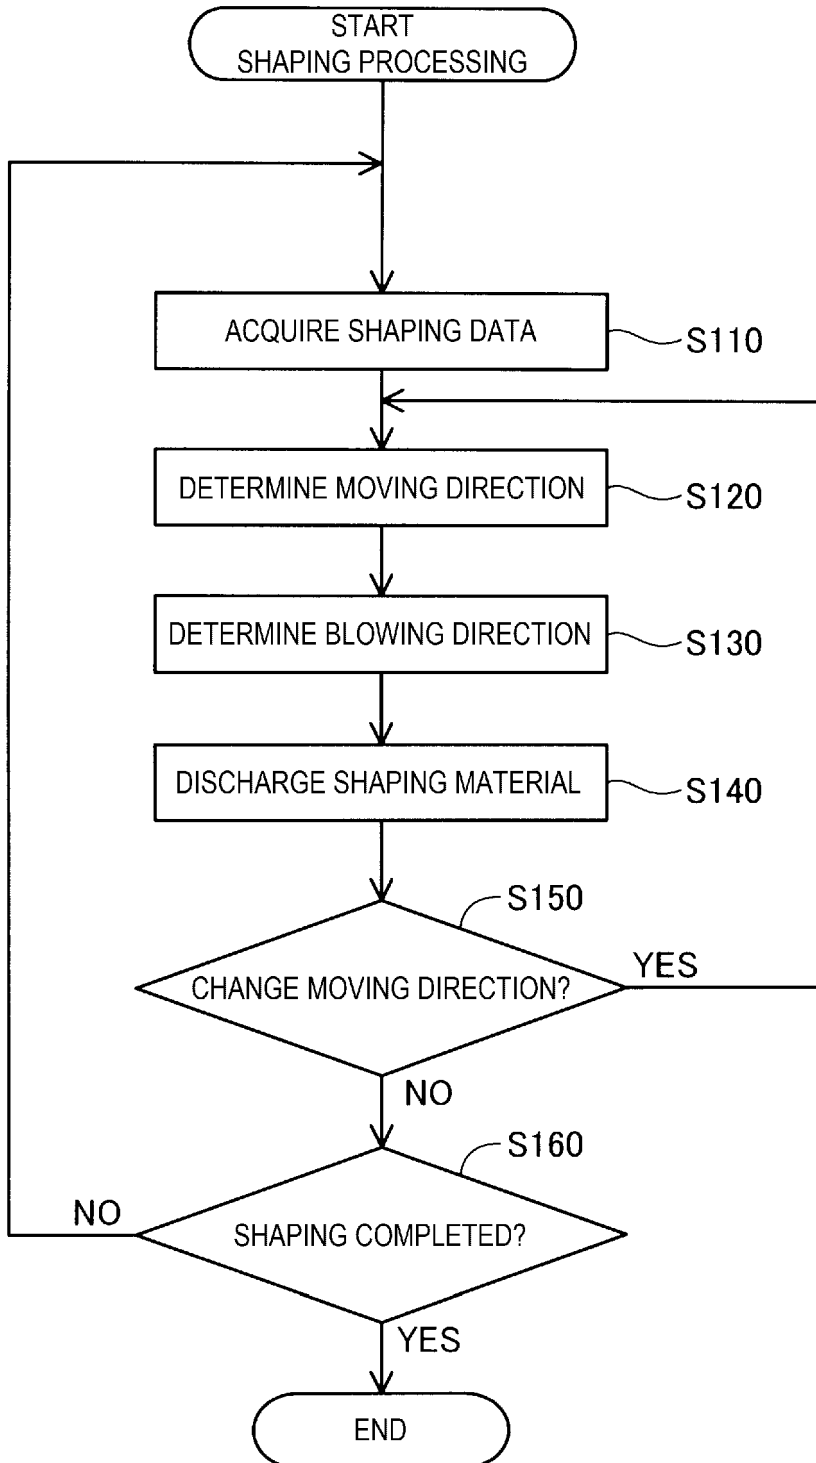 START
SHAPING PROCESSING
ACQUIRE SHAPING DATA
S110
DETERMINE MOVING DIRECTION
S120
DETERMINE BLOWING DIRECTION
S130
DISCHARGE SHAPING MATERIAL
S140
S150
CHANGE MOVING DIRECTION?
YES
NO
S160
SHAPING COMPLETED?
NO
YES
END